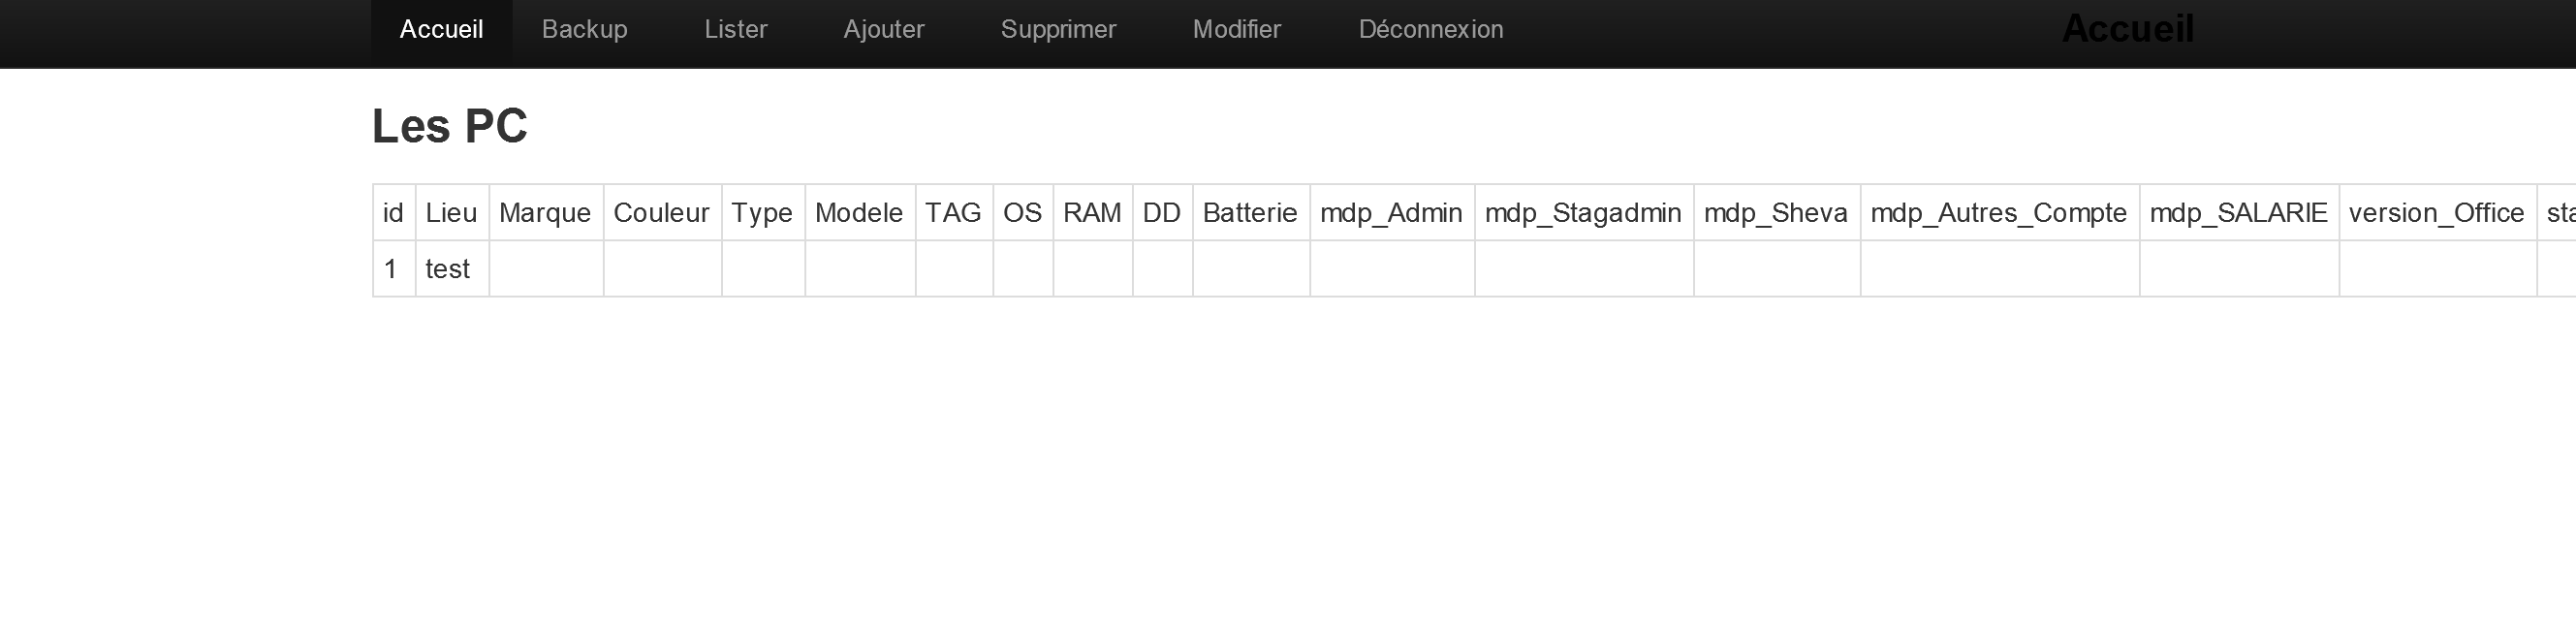 Accueil Backup Lister Ajouter Supprimer Modifier Déconnexion Accueil
Les PC
id Lieu Marque Couleur Type Modele TAG OS RAM DD Batterie mdp_Admin mdp_Stagadmin mdp_Sheva mdp_Autres_Compte mdp_SALARIE version_Office sta
1 test